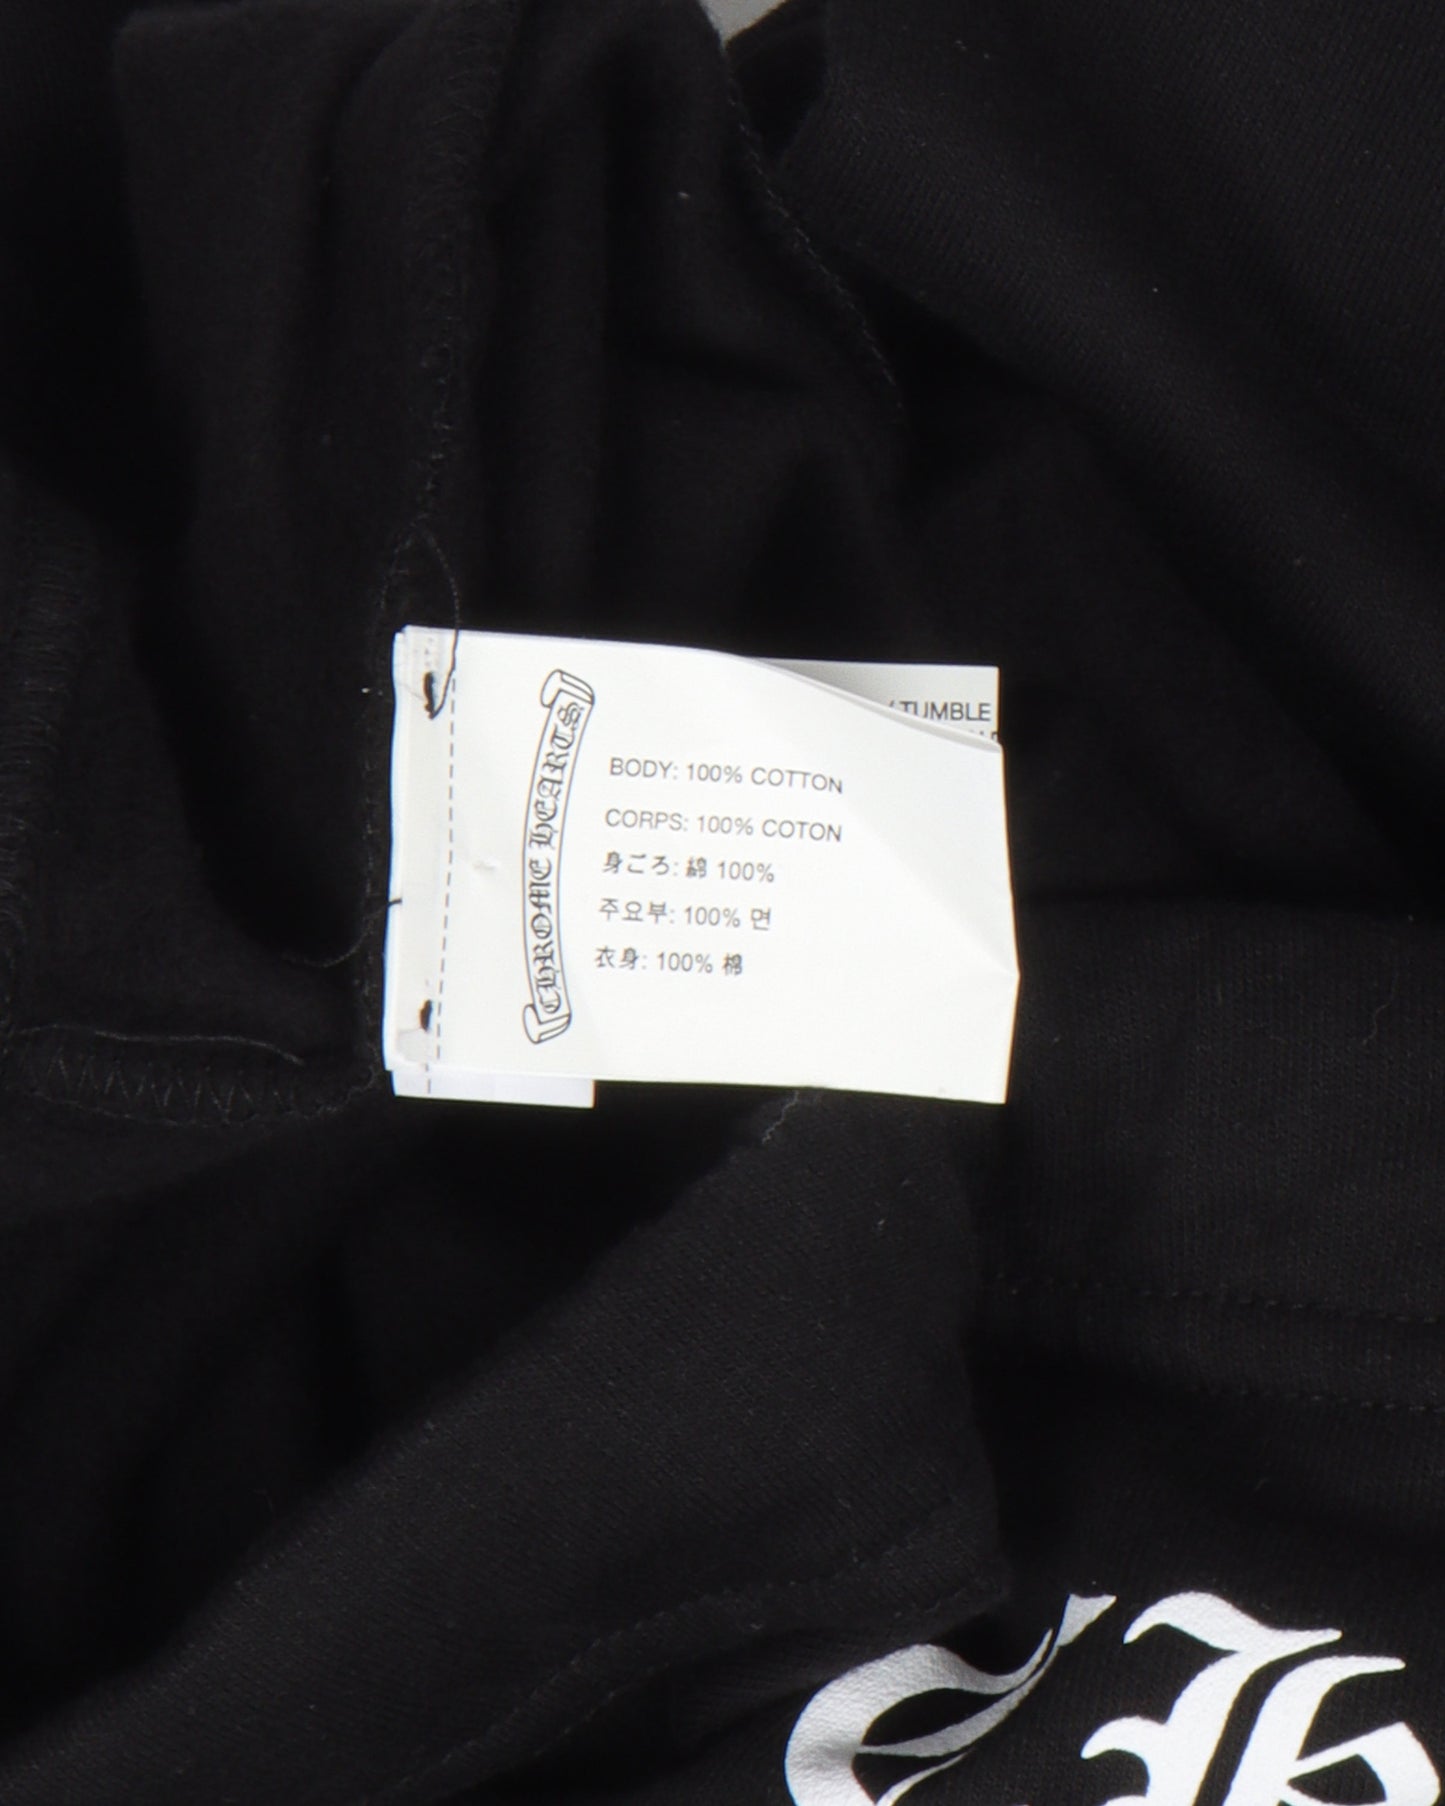 CHROME HEARTS
/ TUMBLE
BODY: 100% COTTON
CORPS: 100% COTON
身ごろ: 綿 100%
주요부: 100% 면
衣身: 100% 棉
Ch